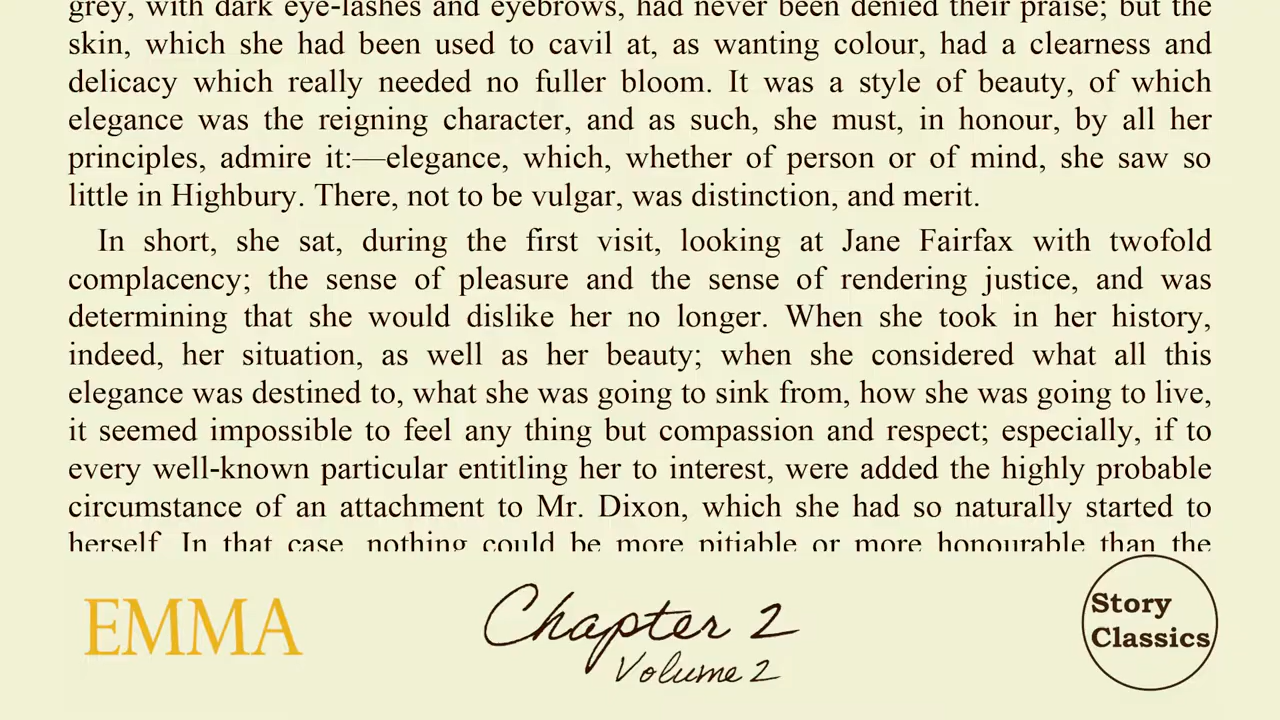 grey, with dark eye-lashes and eyebrows, had never been denied their praise; but the
skin, which she had been used to cavil at, as wanting colour, had a clearness and
delicacy which really needed no fuller bloom. It was a style of beauty, of which
elegance was the reigning character, and as such, she must, in honour, by all her
principles, admire it:—elegance, which, whether of person or of mind, she saw so
little in Highbury. There, not to be vulgar, was distinction, and merit.
In short, she sat, during the first visit, looking at Jane Fairfax with twofold
complacency; the sense of pleasure and the sense of rendering justice, and was
determining that she would dislike her no longer. When she took in her history,
indeed, her situation, as well as her beauty; when she considered what all this
elegance was destined to, what she was going to sink from, how she was going to live,
it seemed impossible to feel any thing but compassion and respect; especially, if to
every well-known particular entitling her to interest, were added the highly probable
circumstance of an attachment to Mr. Dixon, which she had so naturally started to
herself. In that case, nothing could be more pitiable or more honourable than the
EMMA
Chapter 2
Volume 2
Story
Classics